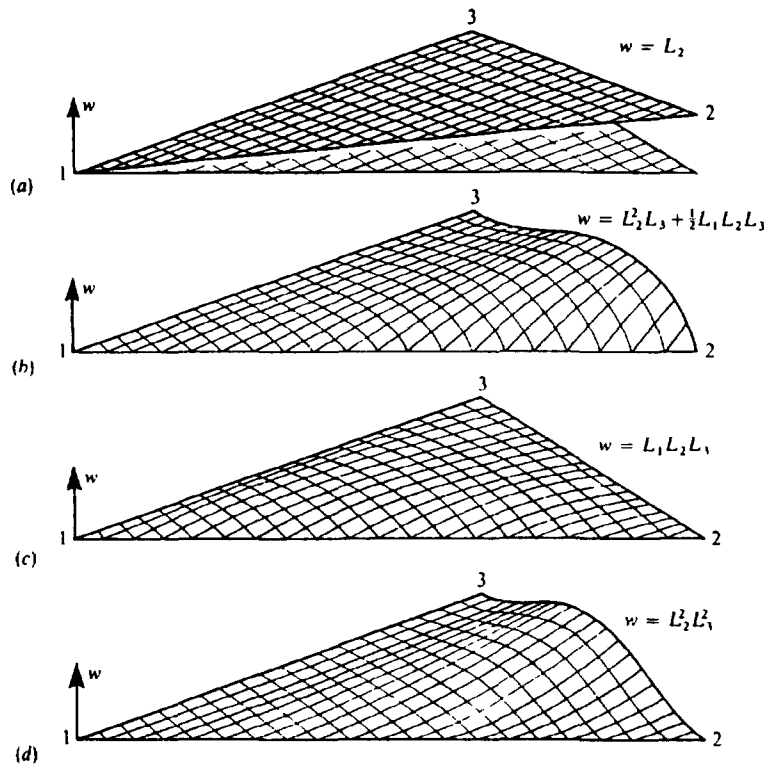 3
w = L₂
w
2
1
(a)
3
w = L₂²L₃ + ½L₁L₂L₃
w
1
2
(b)
3
w = L₁L₂L₃
w
1
2
(c)
3
w = L₂²L₃²
w
1
2
(d)